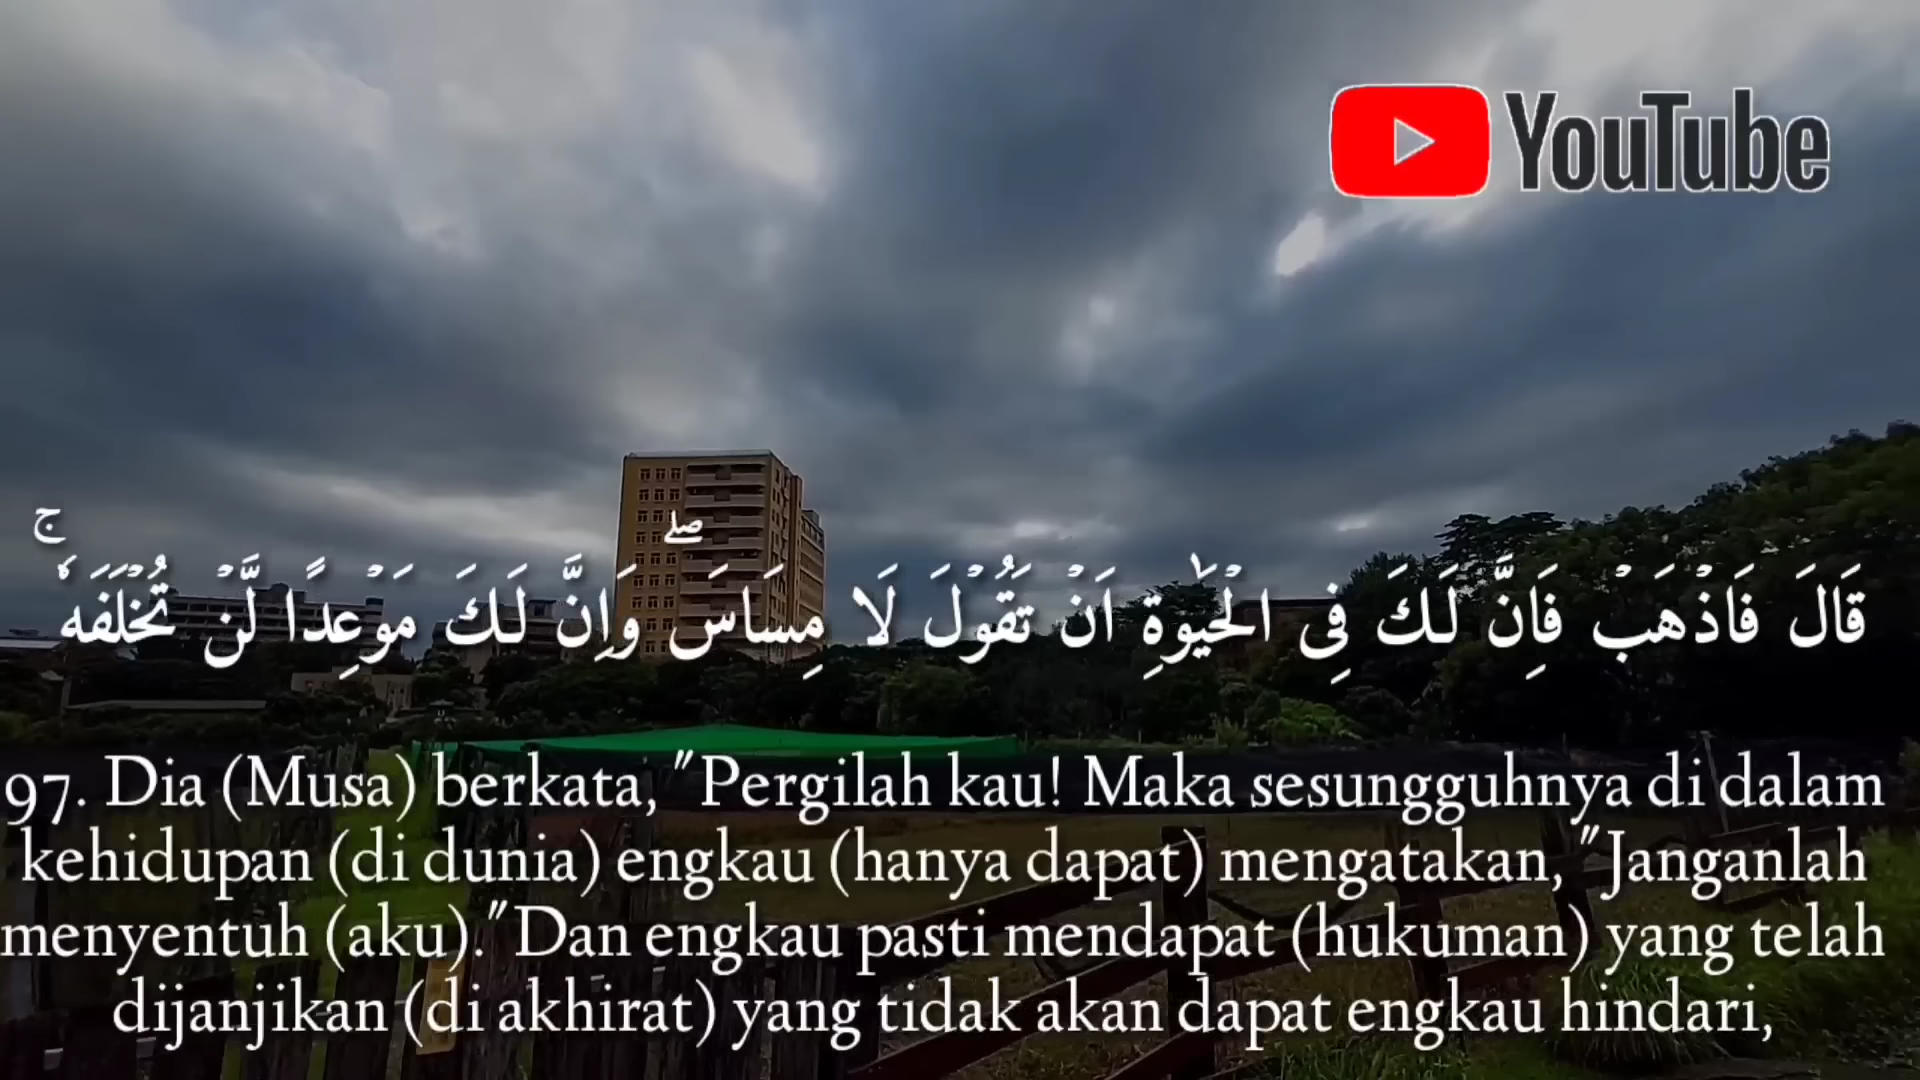 YouTube
قَالَ فَاذْهَبْ فَاِنَّ لَكَ فِى الْحَيٰوةِ اَنْ تَقُوْلَ لَا مِسَاسَۖ وَاِنَّ لَكَ مَوْعِدًا لَّنْ تُخْلَفَهٗۚ
97. Dia (Musa) berkata, "Pergilah kau! Maka sesungguhnya di dalam
kehidupan (di dunia) engkau (hanya dapat) mengatakan, "Janganlah
menyentuh (aku)."Dan engkau pasti mendapat (hukuman) yang telah
dijanjikan (di akhirat) yang tidak akan dapat engkau hindari,